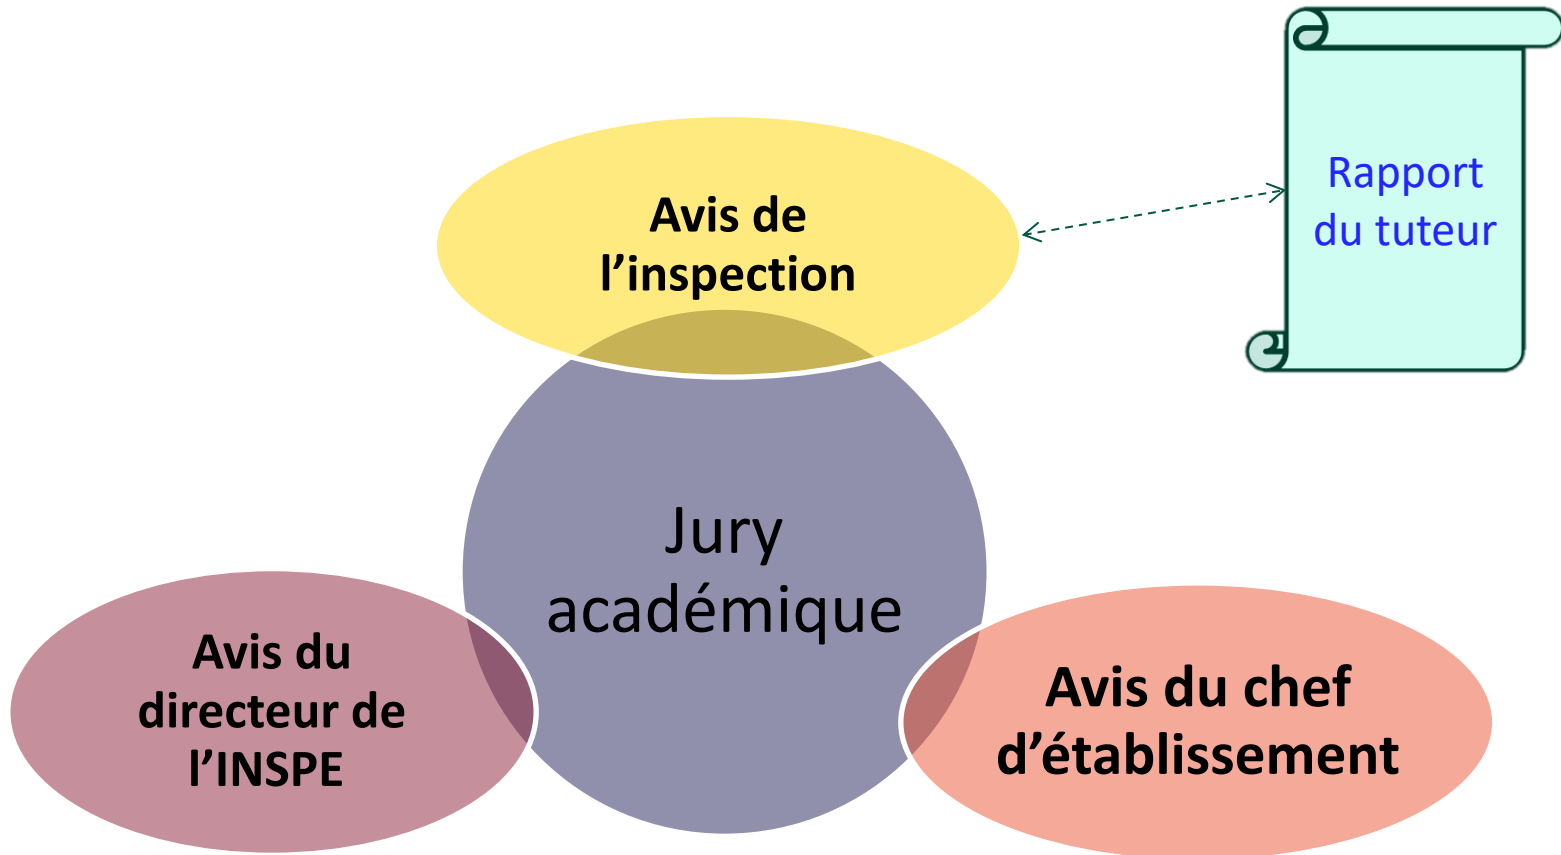 Rapport
du tuteur
Avis de
l’inspection
Jury
académique
Avis du
directeur de
l’INSPE
Avis du chef
d’établissement